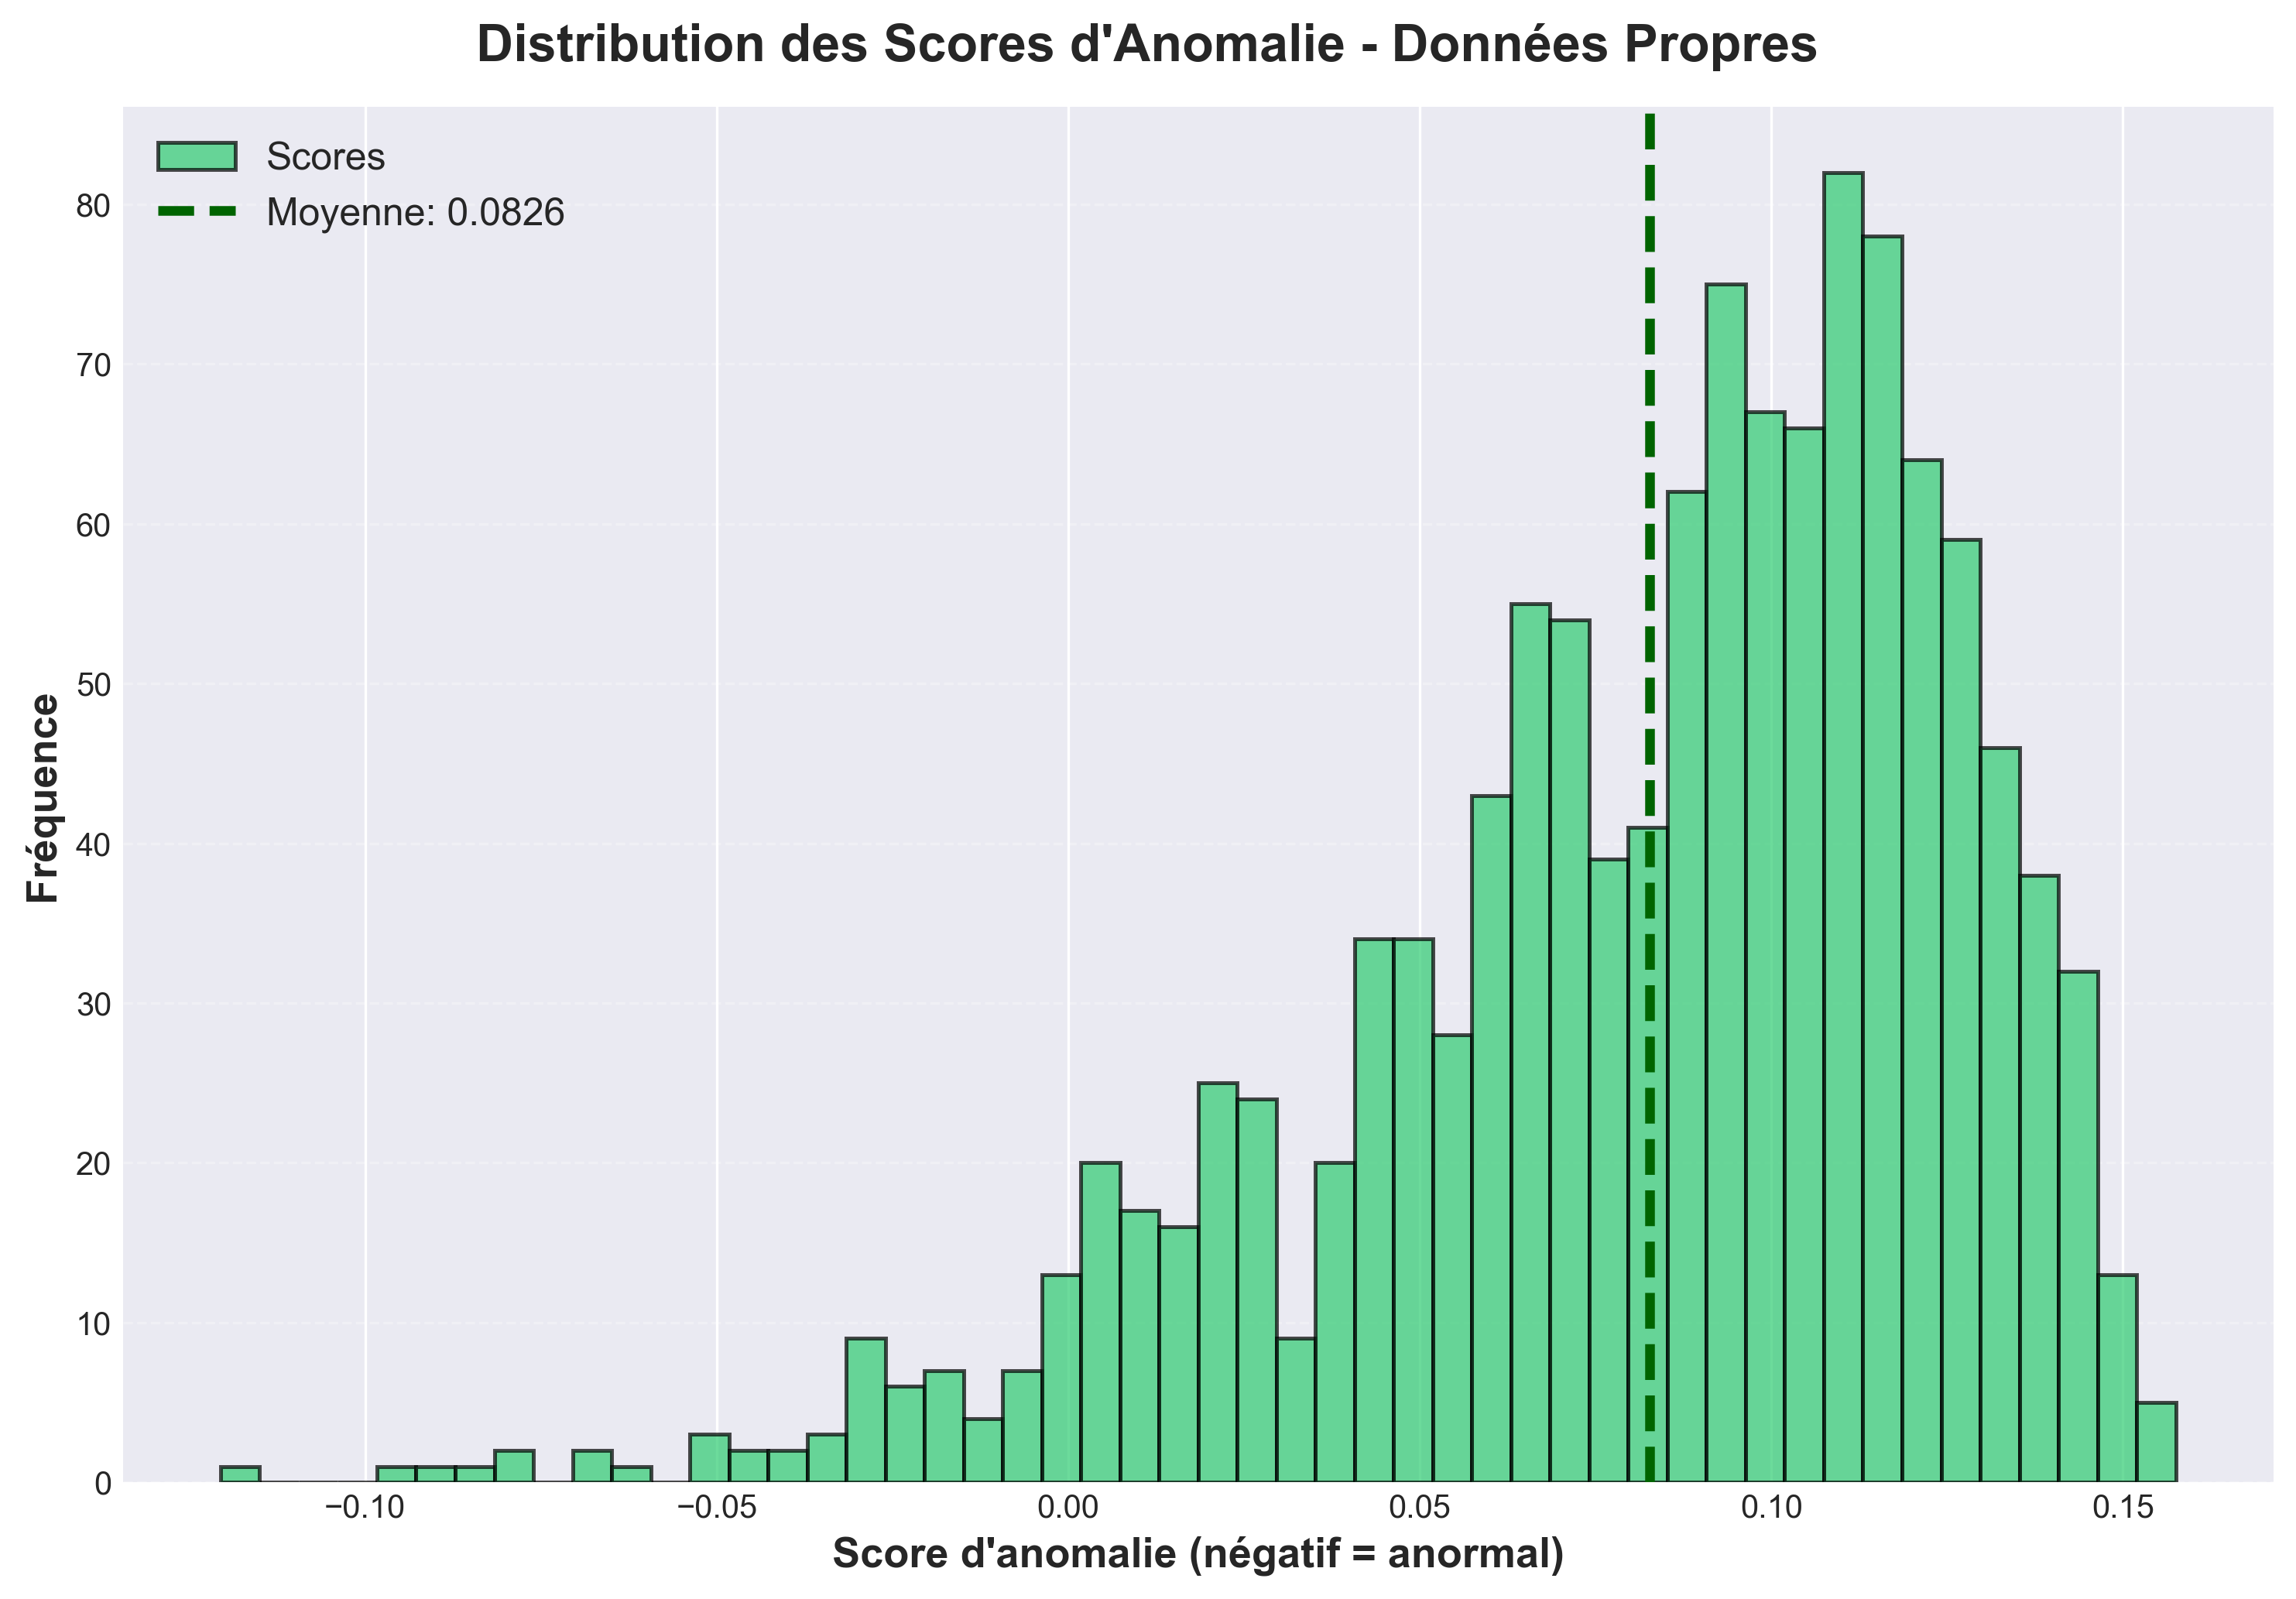 Distribution des Scores d'Anomalie - Données Propres
Scores
Moyenne: 0.0826
Fréquence
80
70
60
50
40
30
20
10
0
−0.10 −0.05 0.00 0.05 0.10 0.15
Score d'anomalie (négatif = anormal)